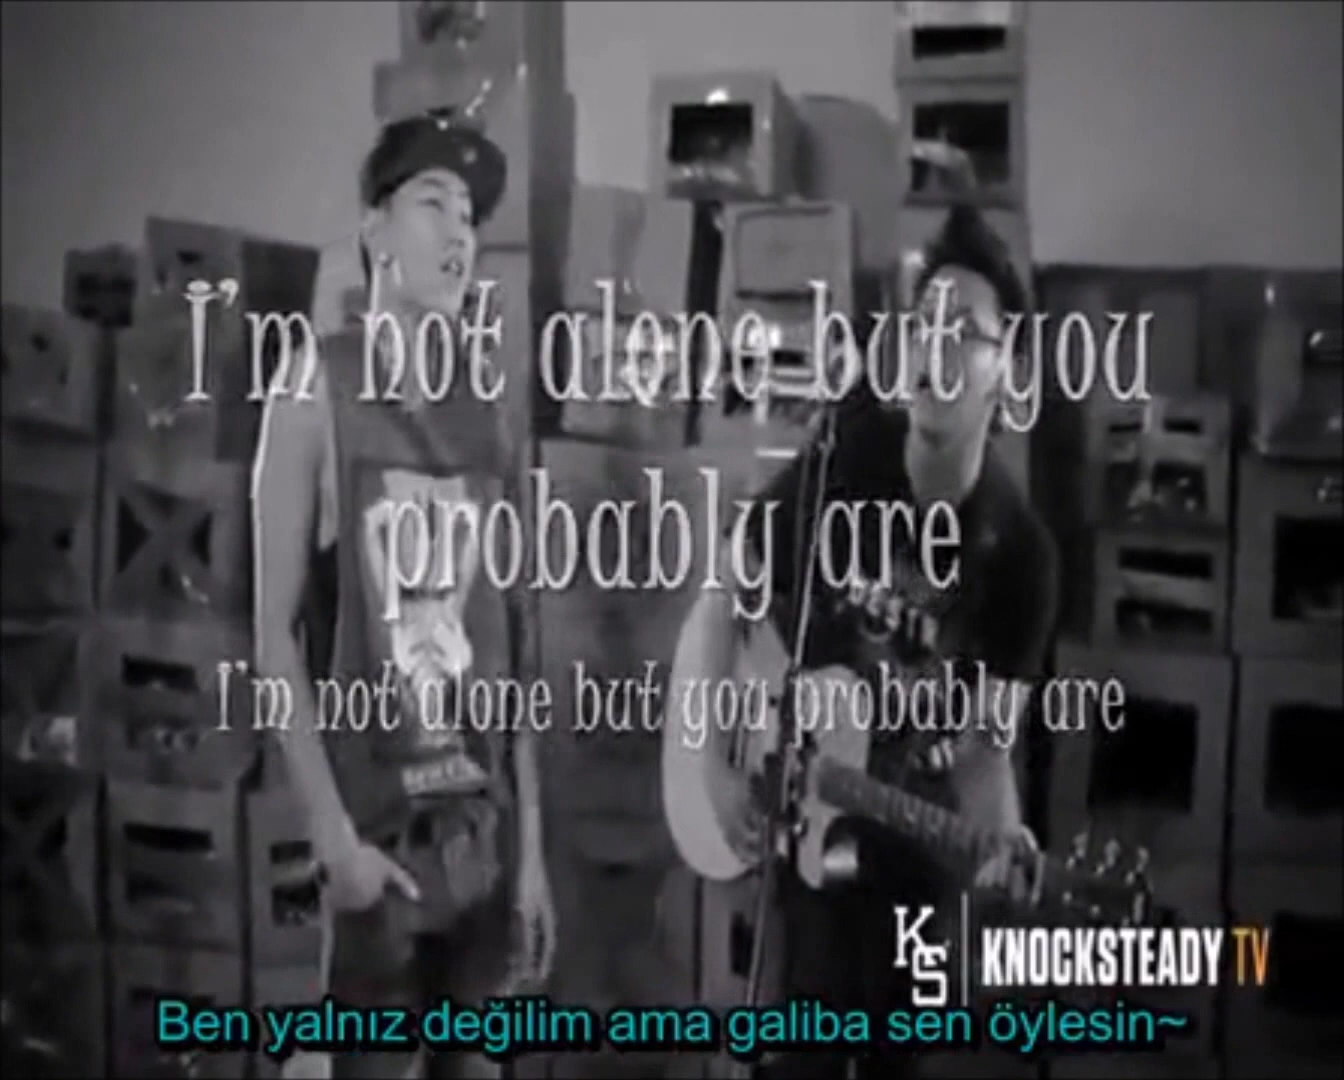 I'm not alone but you
probably are
I'm not alone but you probably are
KS
KNOCKSTEADY TV
Ben yalnız değilim ama galiba sen öylesin~